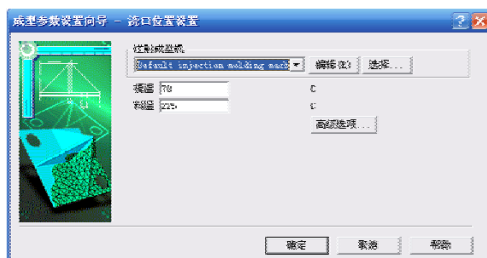 成型参数设置向导 - 浇口位置设置
注射成型机
Default injection molding mach 编辑(E) 选择...
模温 70 C
料温 225 C
高级选项...
确定 取消 帮助